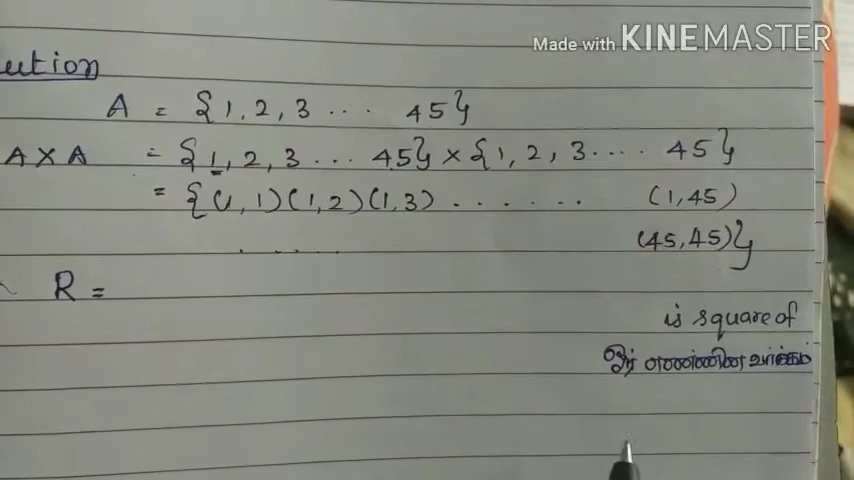 Made with KINEMASTER
ution
A = {1, 2, 3 ... 45}
A X A = {1, 2, 3 ... 45} x {1, 2, 3 .... 45}
= {(1, 1) (1, 2) (1, 3) ...... (1, 45)
..... (45, 45)}
R =
is square of
ஓர் எண்ணின் வர்க்கம்